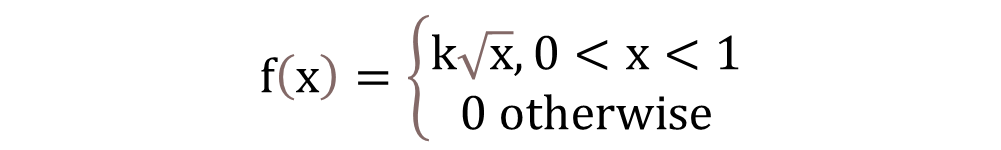 f(x) = {k√x, 0 < x < 1
0 otherwise